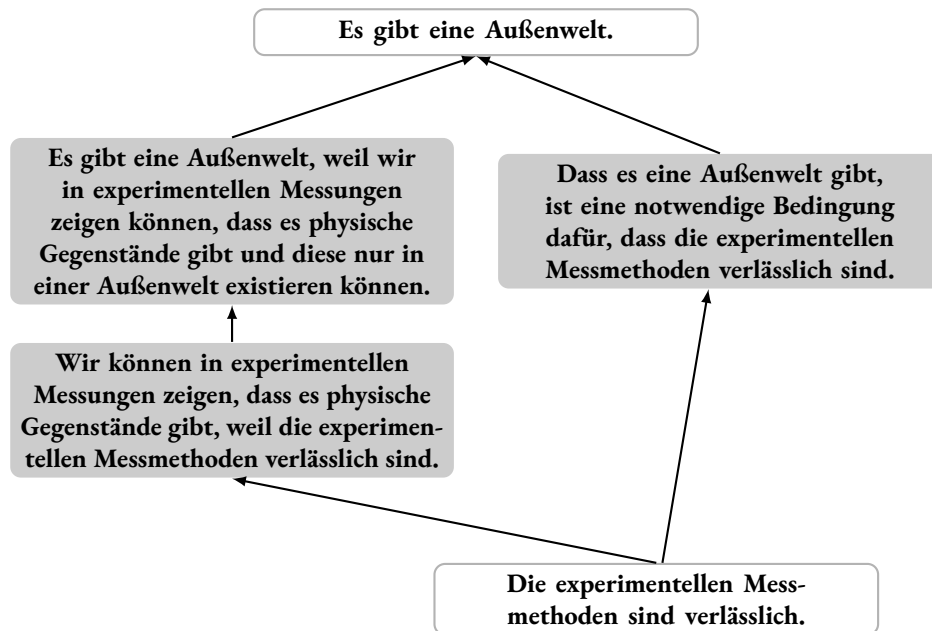 Es gibt eine Außenwelt.
Es gibt eine Außenwelt, weil wir
in experimentellen Messungen
zeigen können, dass es physische
Gegenstände gibt und diese nur in
einer Außenwelt existieren können.
Dass es eine Außenwelt gibt,
ist eine notwendige Bedingung
dafür, dass die experimentellen
Messmethoden verlässlich sind.
Wir können in experimentellen
Messungen zeigen, dass es physische
Gegenstände gibt, weil die experimen-
tellen Messmethoden verlässlich sind.
Die experimentellen Mess-
methoden sind verlässlich.